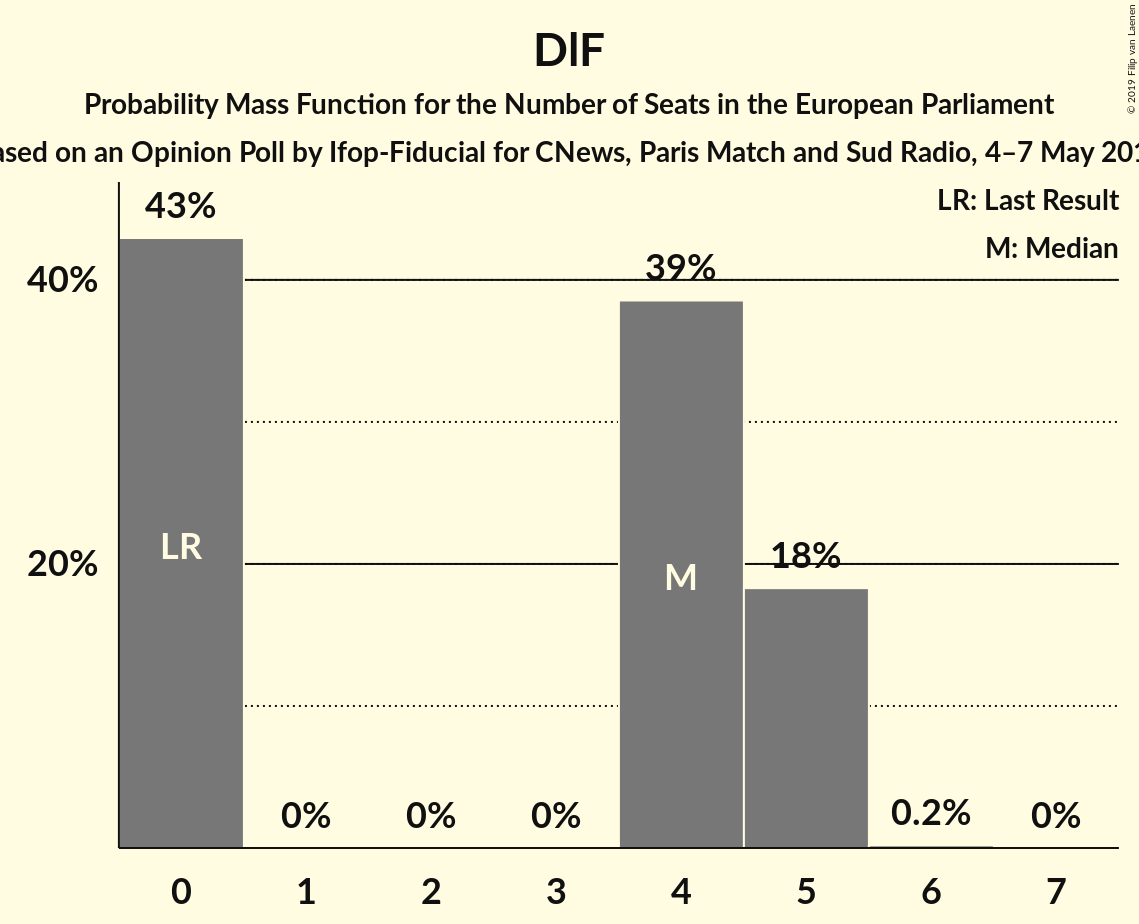 DlF
Probability Mass Function for the Number of Seats in the European Parliament
on an Opinion Poll by Ifop-Fiducial for CNews, Paris Match and Sud Radio, 4–7 May
LR: Last Result
M: Median
43%
39%
40%
LR
M
20%
18%
0%
0%
0%
0.2%
0%
0
1
2
3
4
5
6
7
© 2019 Filip van Laenen